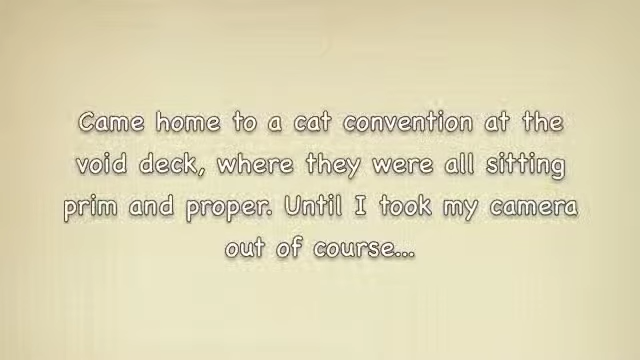 Came home to a cat convention at the
void deck, where they were all sitting
prim and proper. Until I took my camera
out of course...